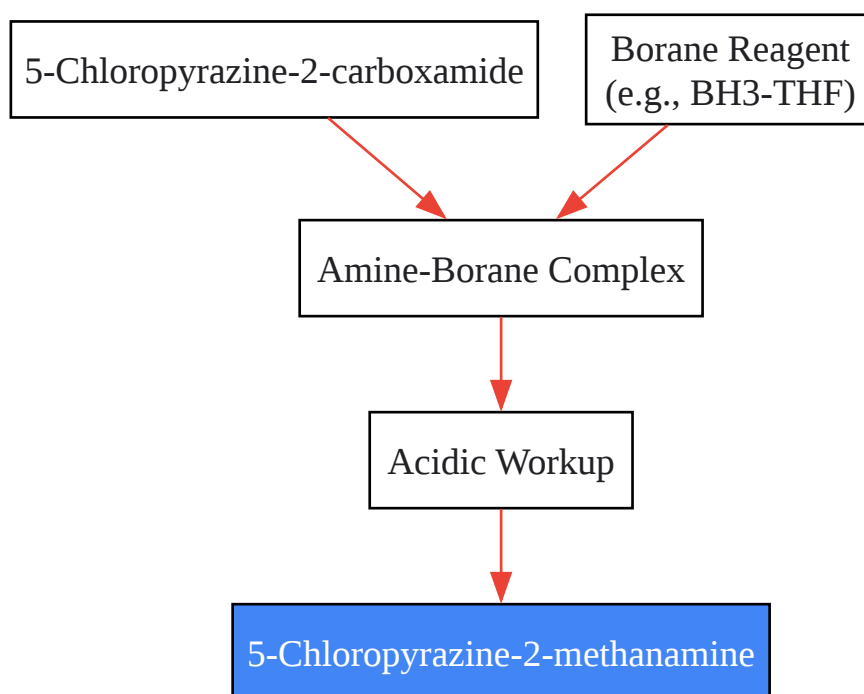 5-Chloropyrazine-2-carboxamide
Borane Reagent
(e.g., BH3-THF)
Amine-Borane Complex
Acidic Workup
5-Chloropyrazine-2-methanamine